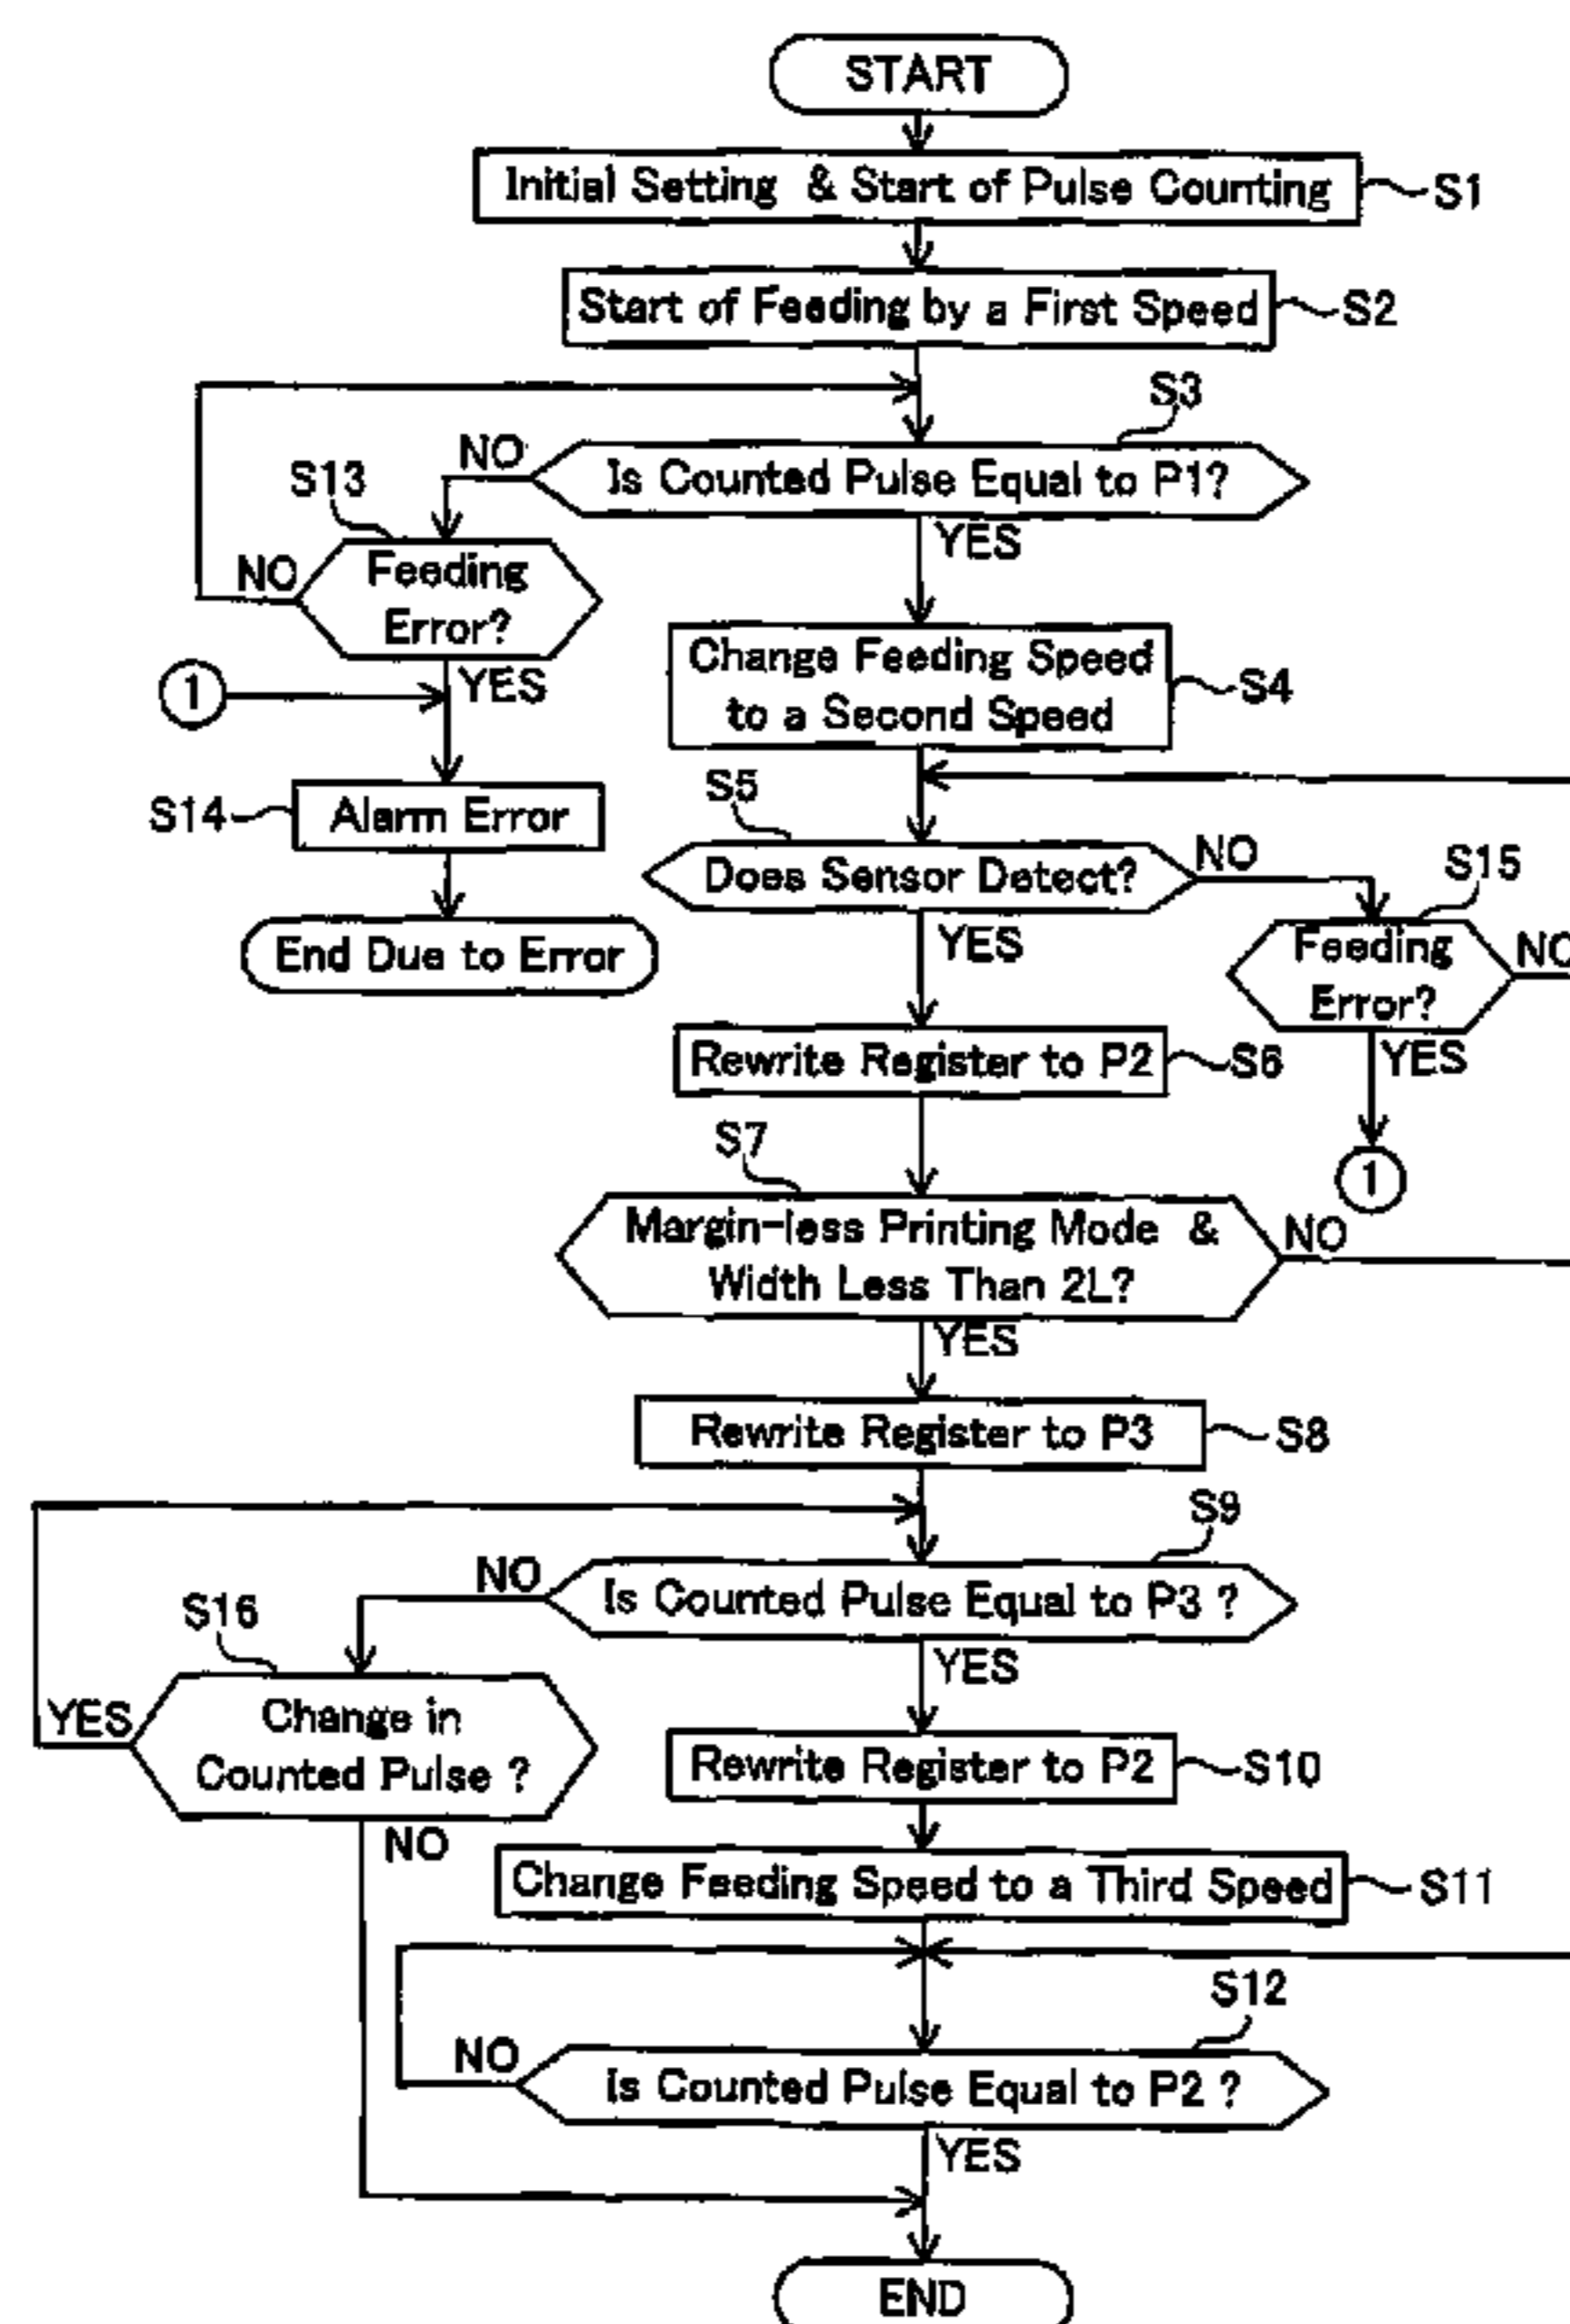 START
Initial Setting & Start of Pulse Counting
S1
Start of Feeding by a First Speed
S2
S3
NO
Is Counted Pulse Equal to P1?
YES
S13
NO
Feeding
Error?
YES
1
Change Feeding Speed
to a Second Speed
S4
S14
Alarm Error
End Due to Error
S5
Does Sensor Detect?
NO
YES
S15
Feeding
Error?
NO
YES
1
Rewrite Register to P2
S6
S7
Margin-less Printing Mode &
Width Less Than 2L?
NO
YES
Rewrite Register to P3
S8
S9
NO
Is Counted Pulse Equal to P3 ?
YES
S16
YES
Change in
Counted Pulse ?
NO
Rewrite Register to P2
S10
Change Feeding Speed to a Third Speed
S11
S12
NO
Is Counted Pulse Equal to P2 ?
YES
END